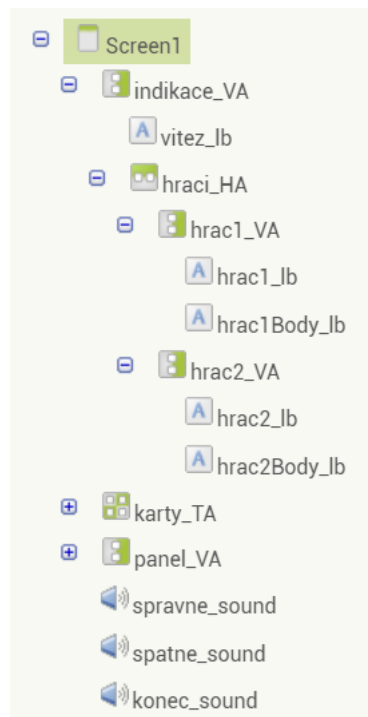 Screen1
indikace_VA
A vitez_lb
hraci_HA
hrac1_VA
A hrac1_lb
A hrac1Body_lb
hrac2_VA
A hrac2_lb
A hrac2Body_lb
karty_TA
panel_VA
spravne_sound
spatne_sound
konec_sound